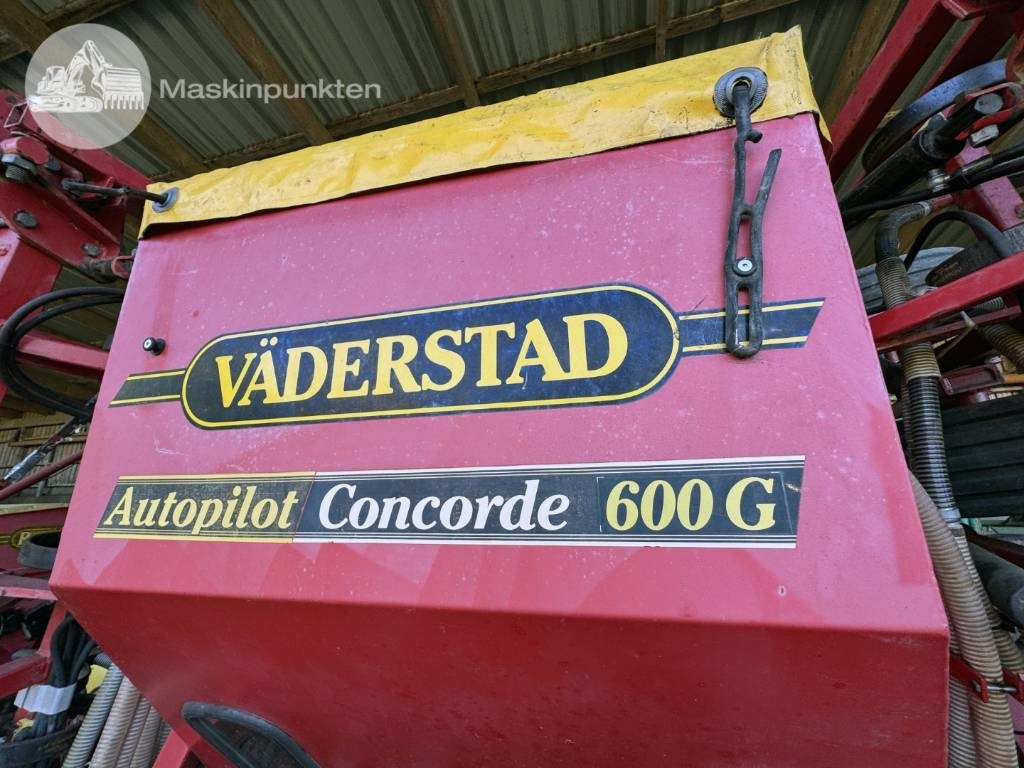 Maskinpunkten
VÄDERSTAD
Autopilot Concorde 600 G